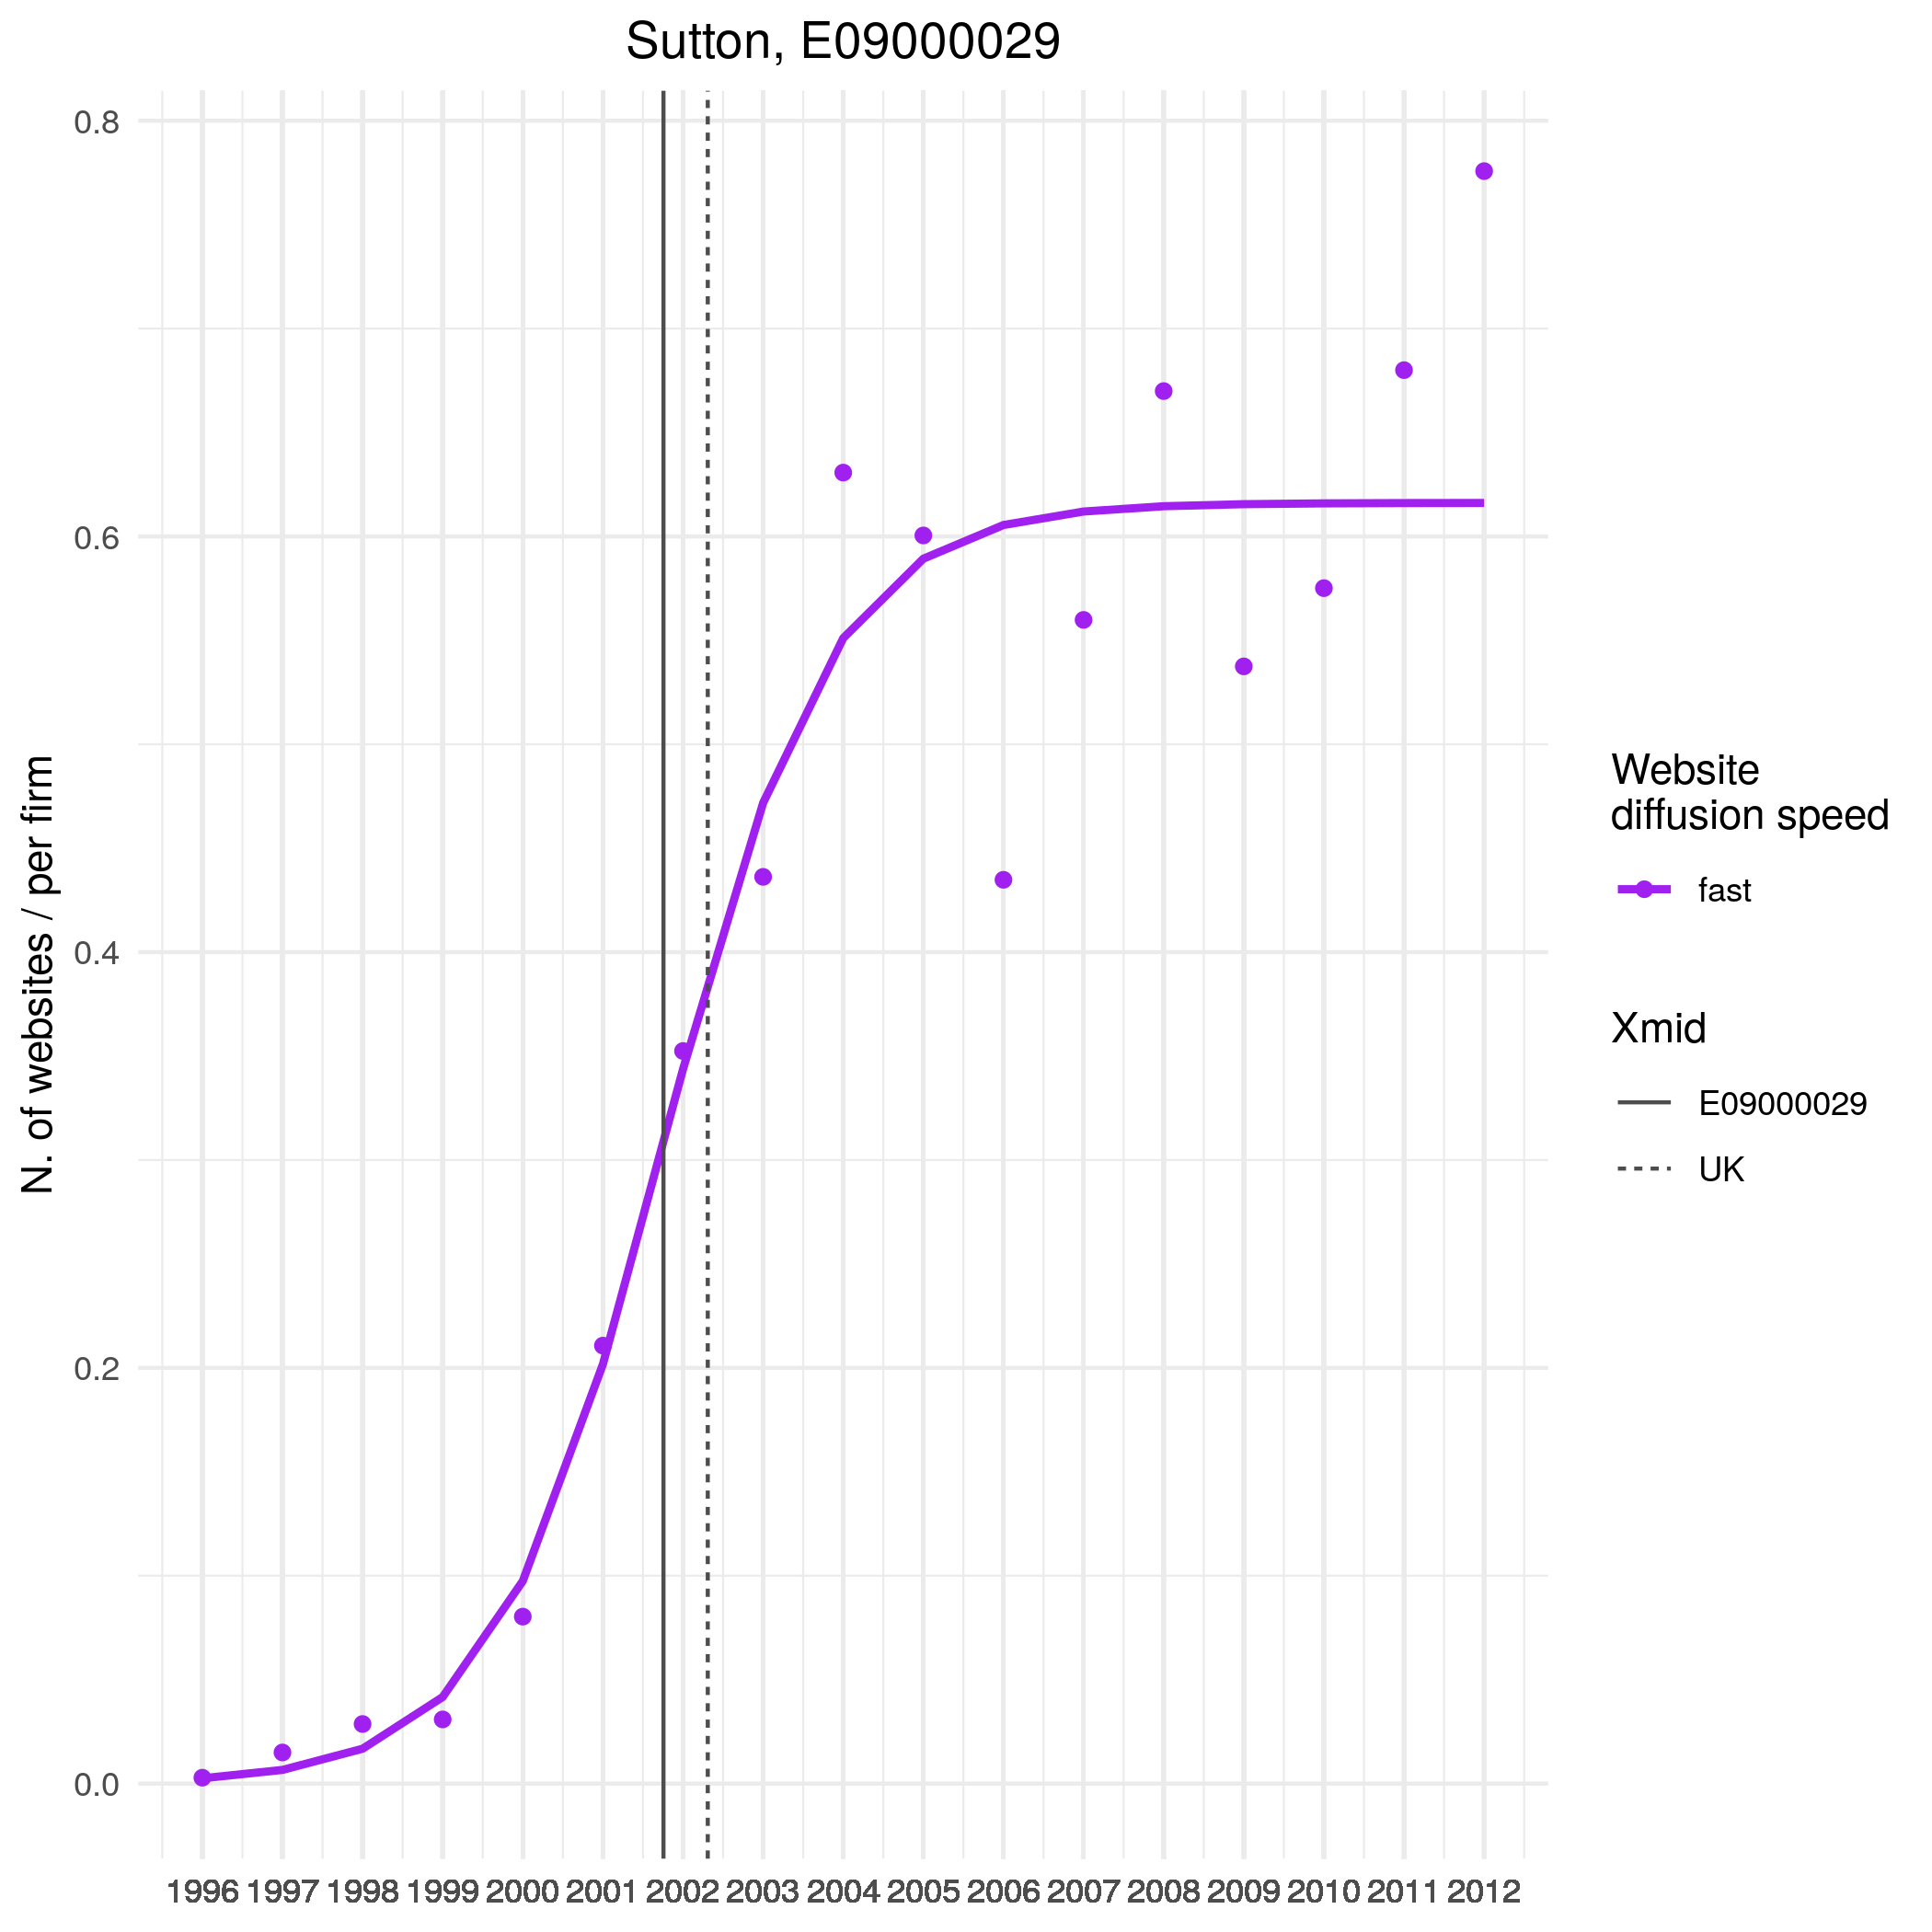 Sutton, E09000029
N. of websites / per firm
0.8
0.6
0.4
0.2
0.0
1996 1997 1998 1999 2000 2001 2002 2003 2004 2005 2006 2007 2008 2009 2010 2011 2012
Website
diffusion speed
fast
Xmid
E09000029
UK